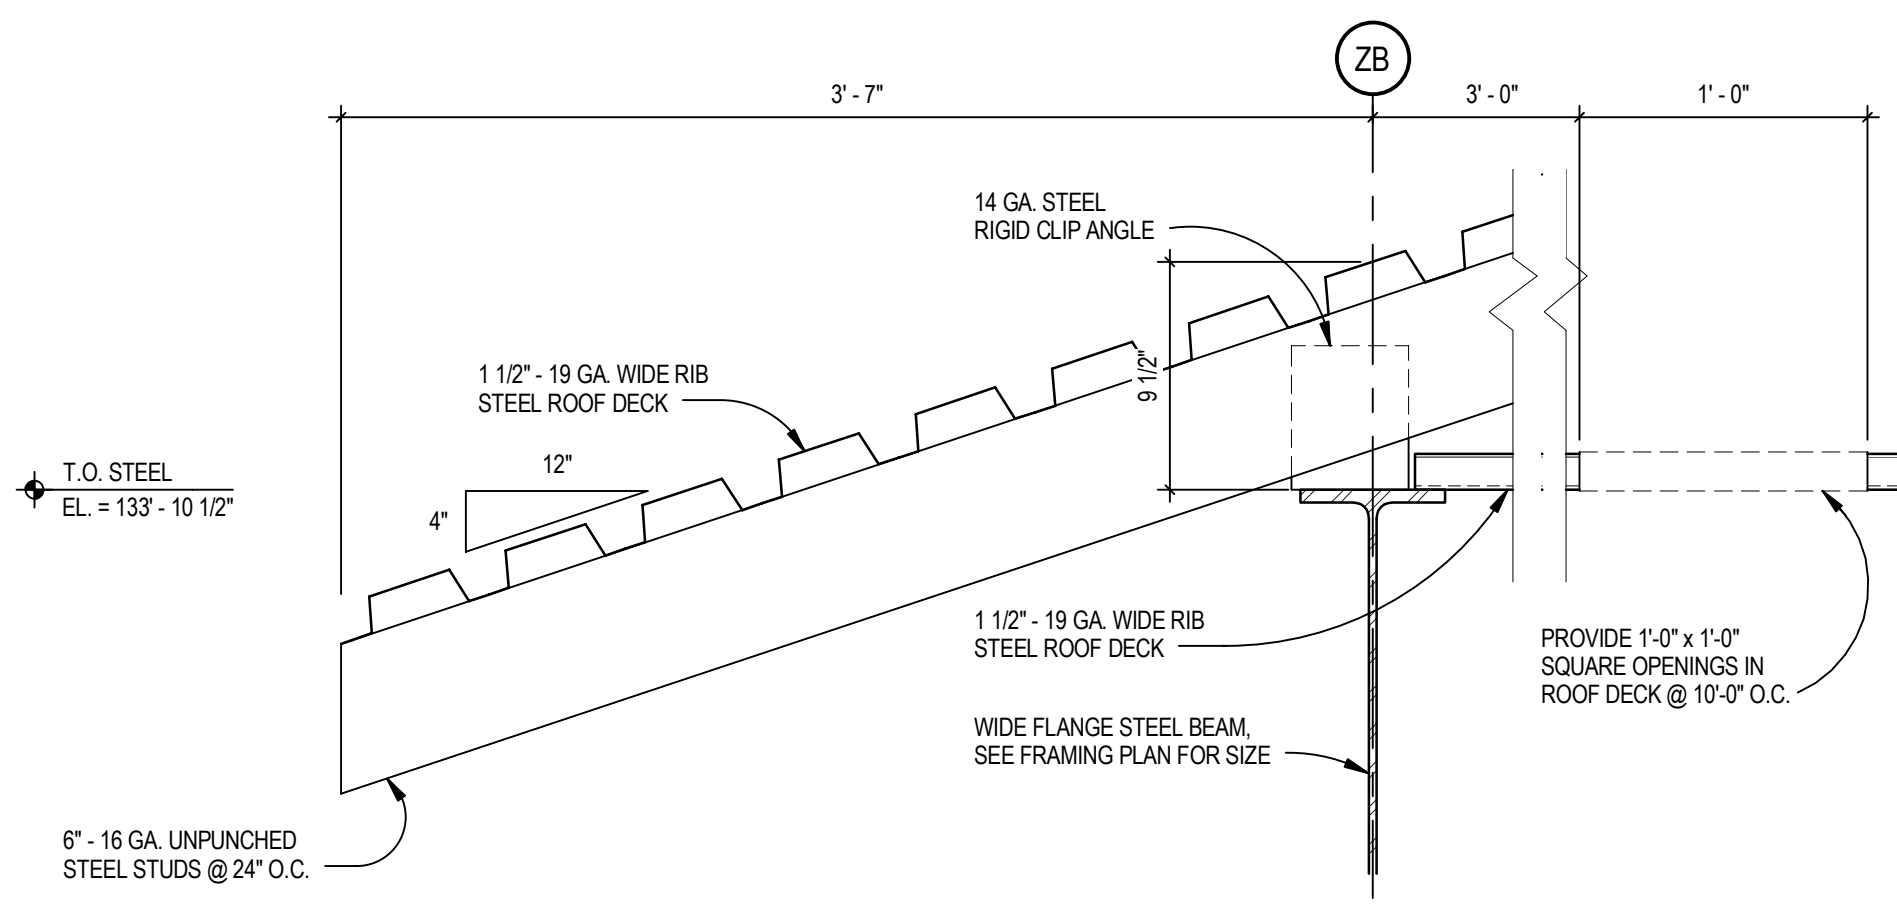 ZB
3' - 7"
3' - 0"
1' - 0"
14 GA. STEEL
RIGID CLIP ANGLE
9 1/2"
1 1/2" - 19 GA. WIDE RIB
STEEL ROOF DECK
12"
4"
T.O. STEEL
EL. = 133' - 10 1/2"
1 1/2" - 19 GA. WIDE RIB
STEEL ROOF DECK
PROVIDE 1'-0" x 1'-0"
SQUARE OPENINGS IN
ROOF DECK @ 10'-0" O.C.
WIDE FLANGE STEEL BEAM,
SEE FRAMING PLAN FOR SIZE
6" - 16 GA. UNPUNCHED
STEEL STUDS @ 24" O.C.